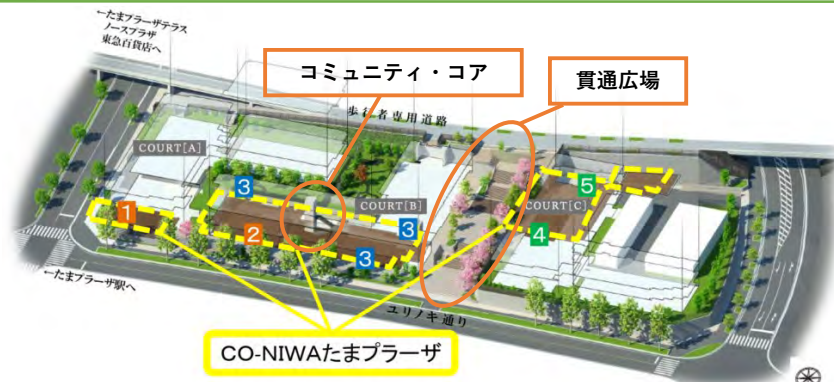 ←たまプラーザテラス
ノースプラザ
東急百貨店へ
コミュニティ・コア
貫通広場
歩行者専用道路
COURT[A]
COURT[B]
COURT[C]
1
2
3
3
3
4
5
←たまプラーザ駅へ
ユリノキ通り
CO-NIWAたまプラーザ